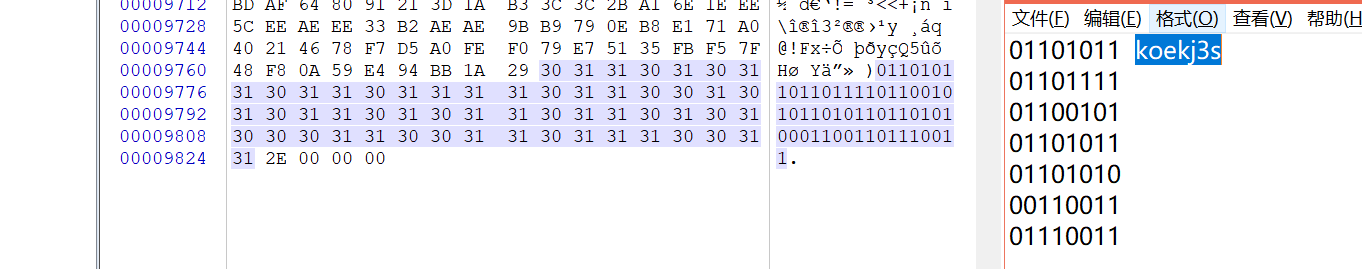 00009712 BD AF 64 80 91 21 3D 1A B3 3C 3C 2B A1 6E 1E EE
00009728 5C EE AE EE 33 B2 AE AE 9B B9 79 0E B8 E1 71 A0 \î®î3²®®›¹y ¸áq
00009744 40 21 46 78 F7 D5 A0 FE F0 79 E7 51 35 FB F5 7F @!Fx÷Õ þðyçQ5ûõ
00009760 48 F8 0A 59 E4 94 BB 1A 29 30 31 31 30 31 30 31 Hø Yä”» )0110101
00009776 31 30 31 31 30 31 31 31 31 30 31 31 30 30 31 30 1011011110110010
00009792 31 30 31 31 30 31 30 31 31 30 31 31 30 31 30 31 1011010110110101
00009808 30 30 30 31 31 30 30 31 31 30 31 31 31 30 30 31 0001100110111001
00009824 31 2E 00 00 00 1.
文件(F) 编辑(E) 格式(O) 查看(V) 帮助(H
01101011 koekj3s
01101111
01100101
01101011
01101010
00110011
01110011